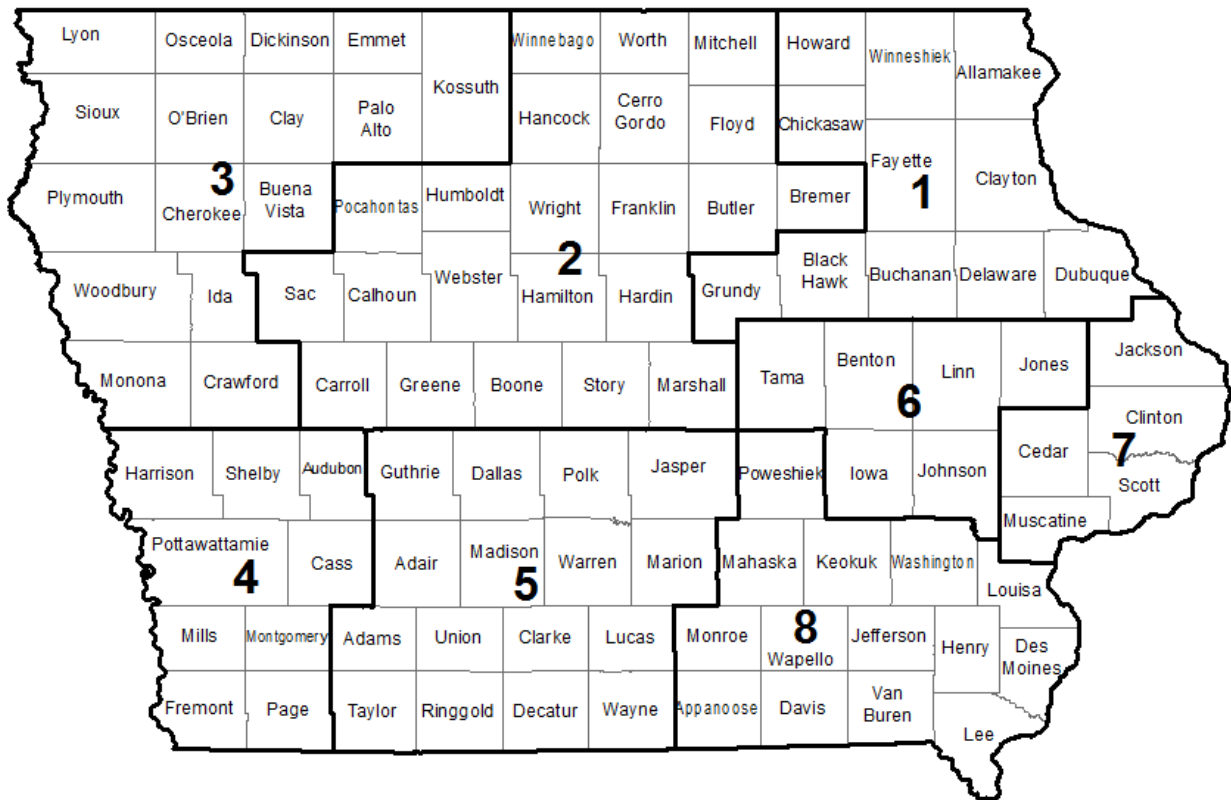 Lyon
Osceola
Dickinson
Emmet
Kossuth
Winnebago
Worth
Mitchell
Howard
Winneshiek
Allamakee
Sioux
O'Brien
Clay
Palo
Alto
Hancock
Cerro
Gordo
Floyd
Chickasaw
Fayette
1
Clayton
Plymouth
3
Cherokee
Buena
Vista
Pocahontas
Humboldt
Wright
Franklin
Butler
Bremer
Woodbury
Ida
Sac
Calhoun
Webster
2
Hamilton
Hardin
Grundy
Black
Hawk
Buchanan
Delaware
Dubuque
Monona
Crawford
Carroll
Greene
Boone
Story
Marshall
Tama
Benton
Linn
6
Jones
Jackson
Clinton
7
Harrison
Shelby
Audubon
Guthrie
Dallas
Polk
Jasper
Poweshiek
Iowa
Johnson
Cedar
Scott
Muscatine
Pottawattamie
4
Cass
Adair
Madison
5
Warren
Marion
Mahaska
Keokuk
Washington
Louisa
Mills
Montgomery
Adams
Union
Clarke
Lucas
Monroe
8
Wapello
Jefferson
Henry
Des
Moines
Fremont
Page
Taylor
Ringgold
Decatur
Wayne
Appanoose
Davis
Van
Buren
Lee